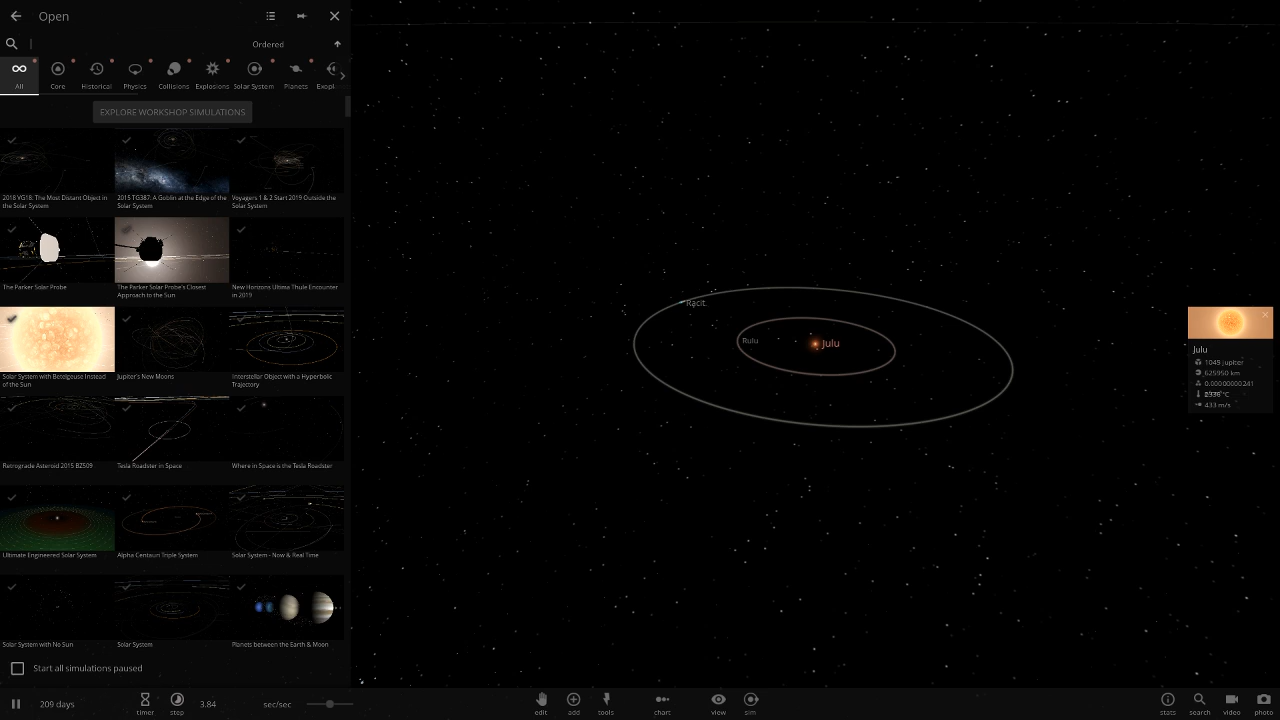 Open
Ordered
All
Core
Historical
Physics
Collisions
Explosions
Solar System
Planets
Exopl
EXPLORE WORKSHOP SIMULATIONS
2018 VG18: The Most Distant Object in the Solar System
2015 TG387: A Goblin at the Edge of the Solar System
Voyagers 1 & 2 Start 2019 Outside the Solar System
The Parker Solar Probe
The Parker Solar Probe's Closest Approach to the Sun
New Horizons Ultima Thule Encounter in 2019
Solar System with Betelgeuse Instead of the Sun
Jupiter's New Moons
Interstellar Object with a Hyperbolic Trajectory
Retrograde Asteroid 2015 BZ509
Tesla Roadster in Space
Where in Space is the Tesla Roadster
Ultimate Engineered Solar System
Alpha Centauri Triple System
Solar System - Now & Real Time
Solar System with No Sun
Solar System
Planets between the Earth & Moon
Start all simulations paused
Racit
Rulu
Julu
Julu
1049 Jupiter
625950 km
0.00000000241
°C
433 m/s
209 days
timer
step
3.84
sec/sec
edit
add
tools
chart
view
sim
stats
search
video
photo